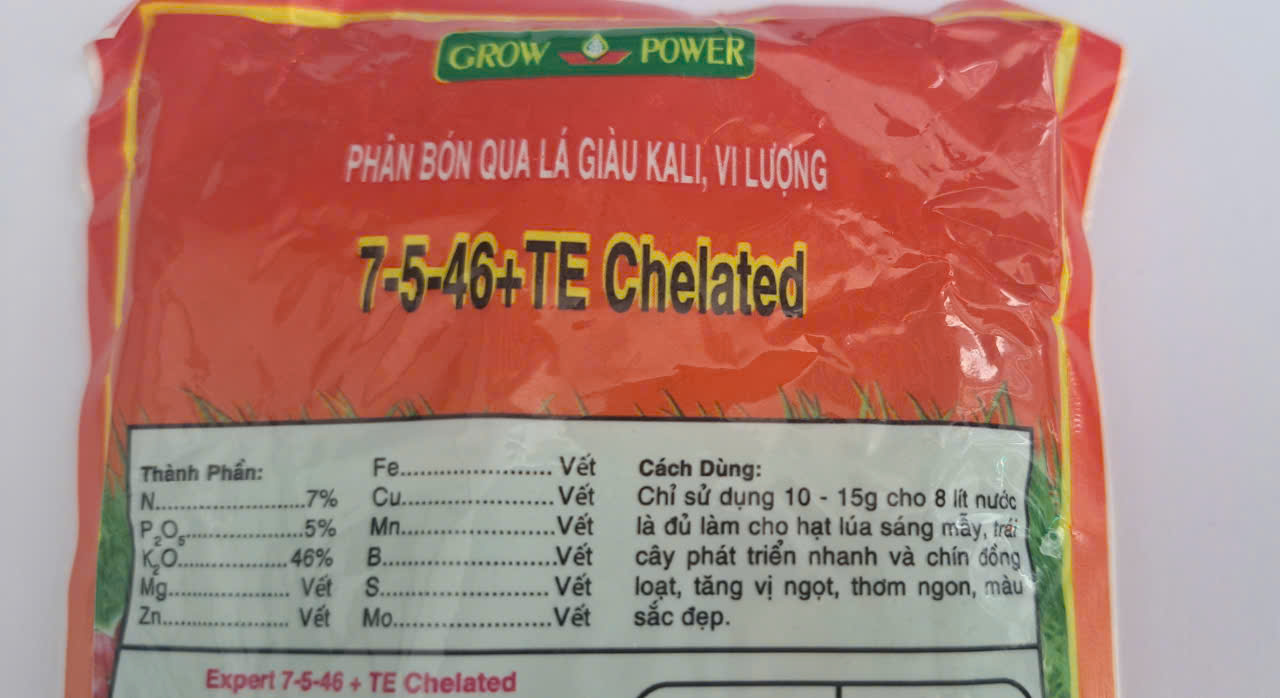 GROW POWER
PHÂN BÓN QUA LÁ GIÀU KALI, VI LƯỢNG
7-5-46+TE Chelated
Thành Phần:
N..........................7%
P₂O₅....................5%
K₂O...................46%
Mg..................... Vết
Zn...................... Vết
Fe...................... Vết
Cu.......................Vết
Mn.......................Vết
B..........................Vết
S......................... Vết
Mo.......................Vết
Cách Dùng:
Chỉ sử dụng 10 - 15g cho 8 lít nước
là đủ làm cho hạt lúa sáng mẩy, trái
cây phát triển nhanh và chín đồng
loạt, tăng vị ngọt, thơm ngon, màu
sắc đẹp.
Expert 7-5-46 + TE Chelated